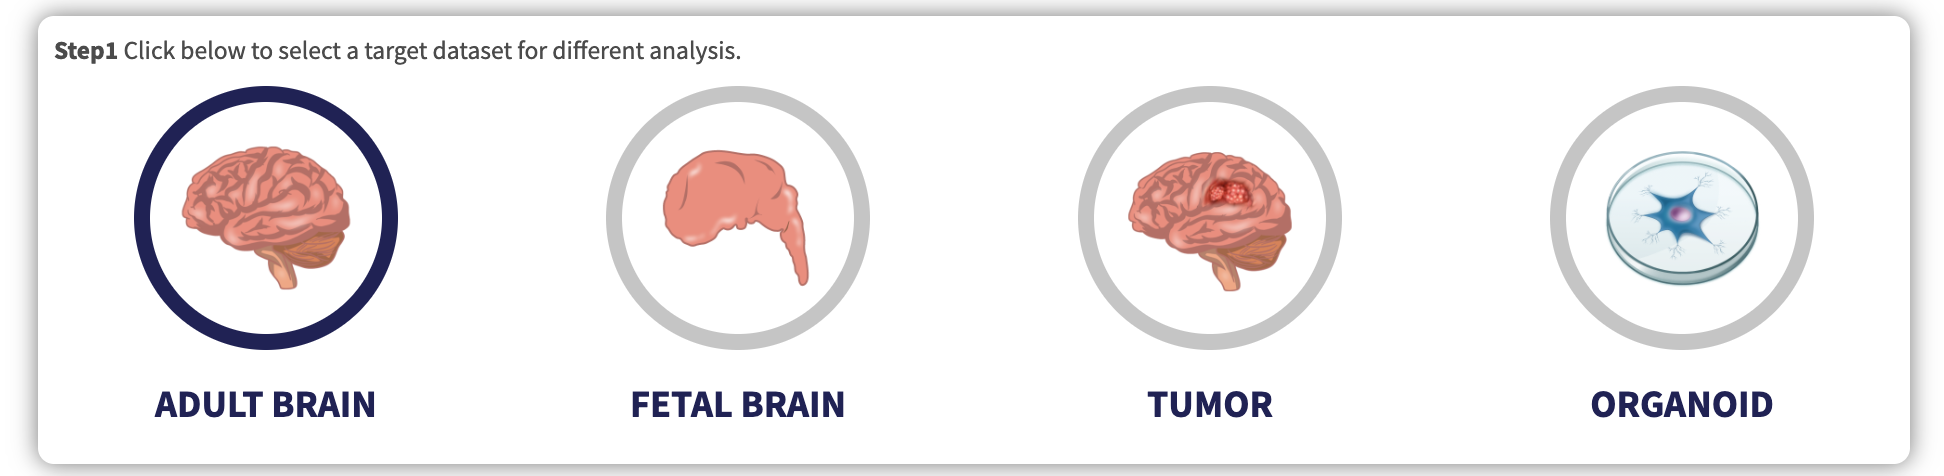 Step1 Click below to select a target dataset for different analysis.
ADULT BRAIN
FETAL BRAIN
TUMOR
ORGANOID